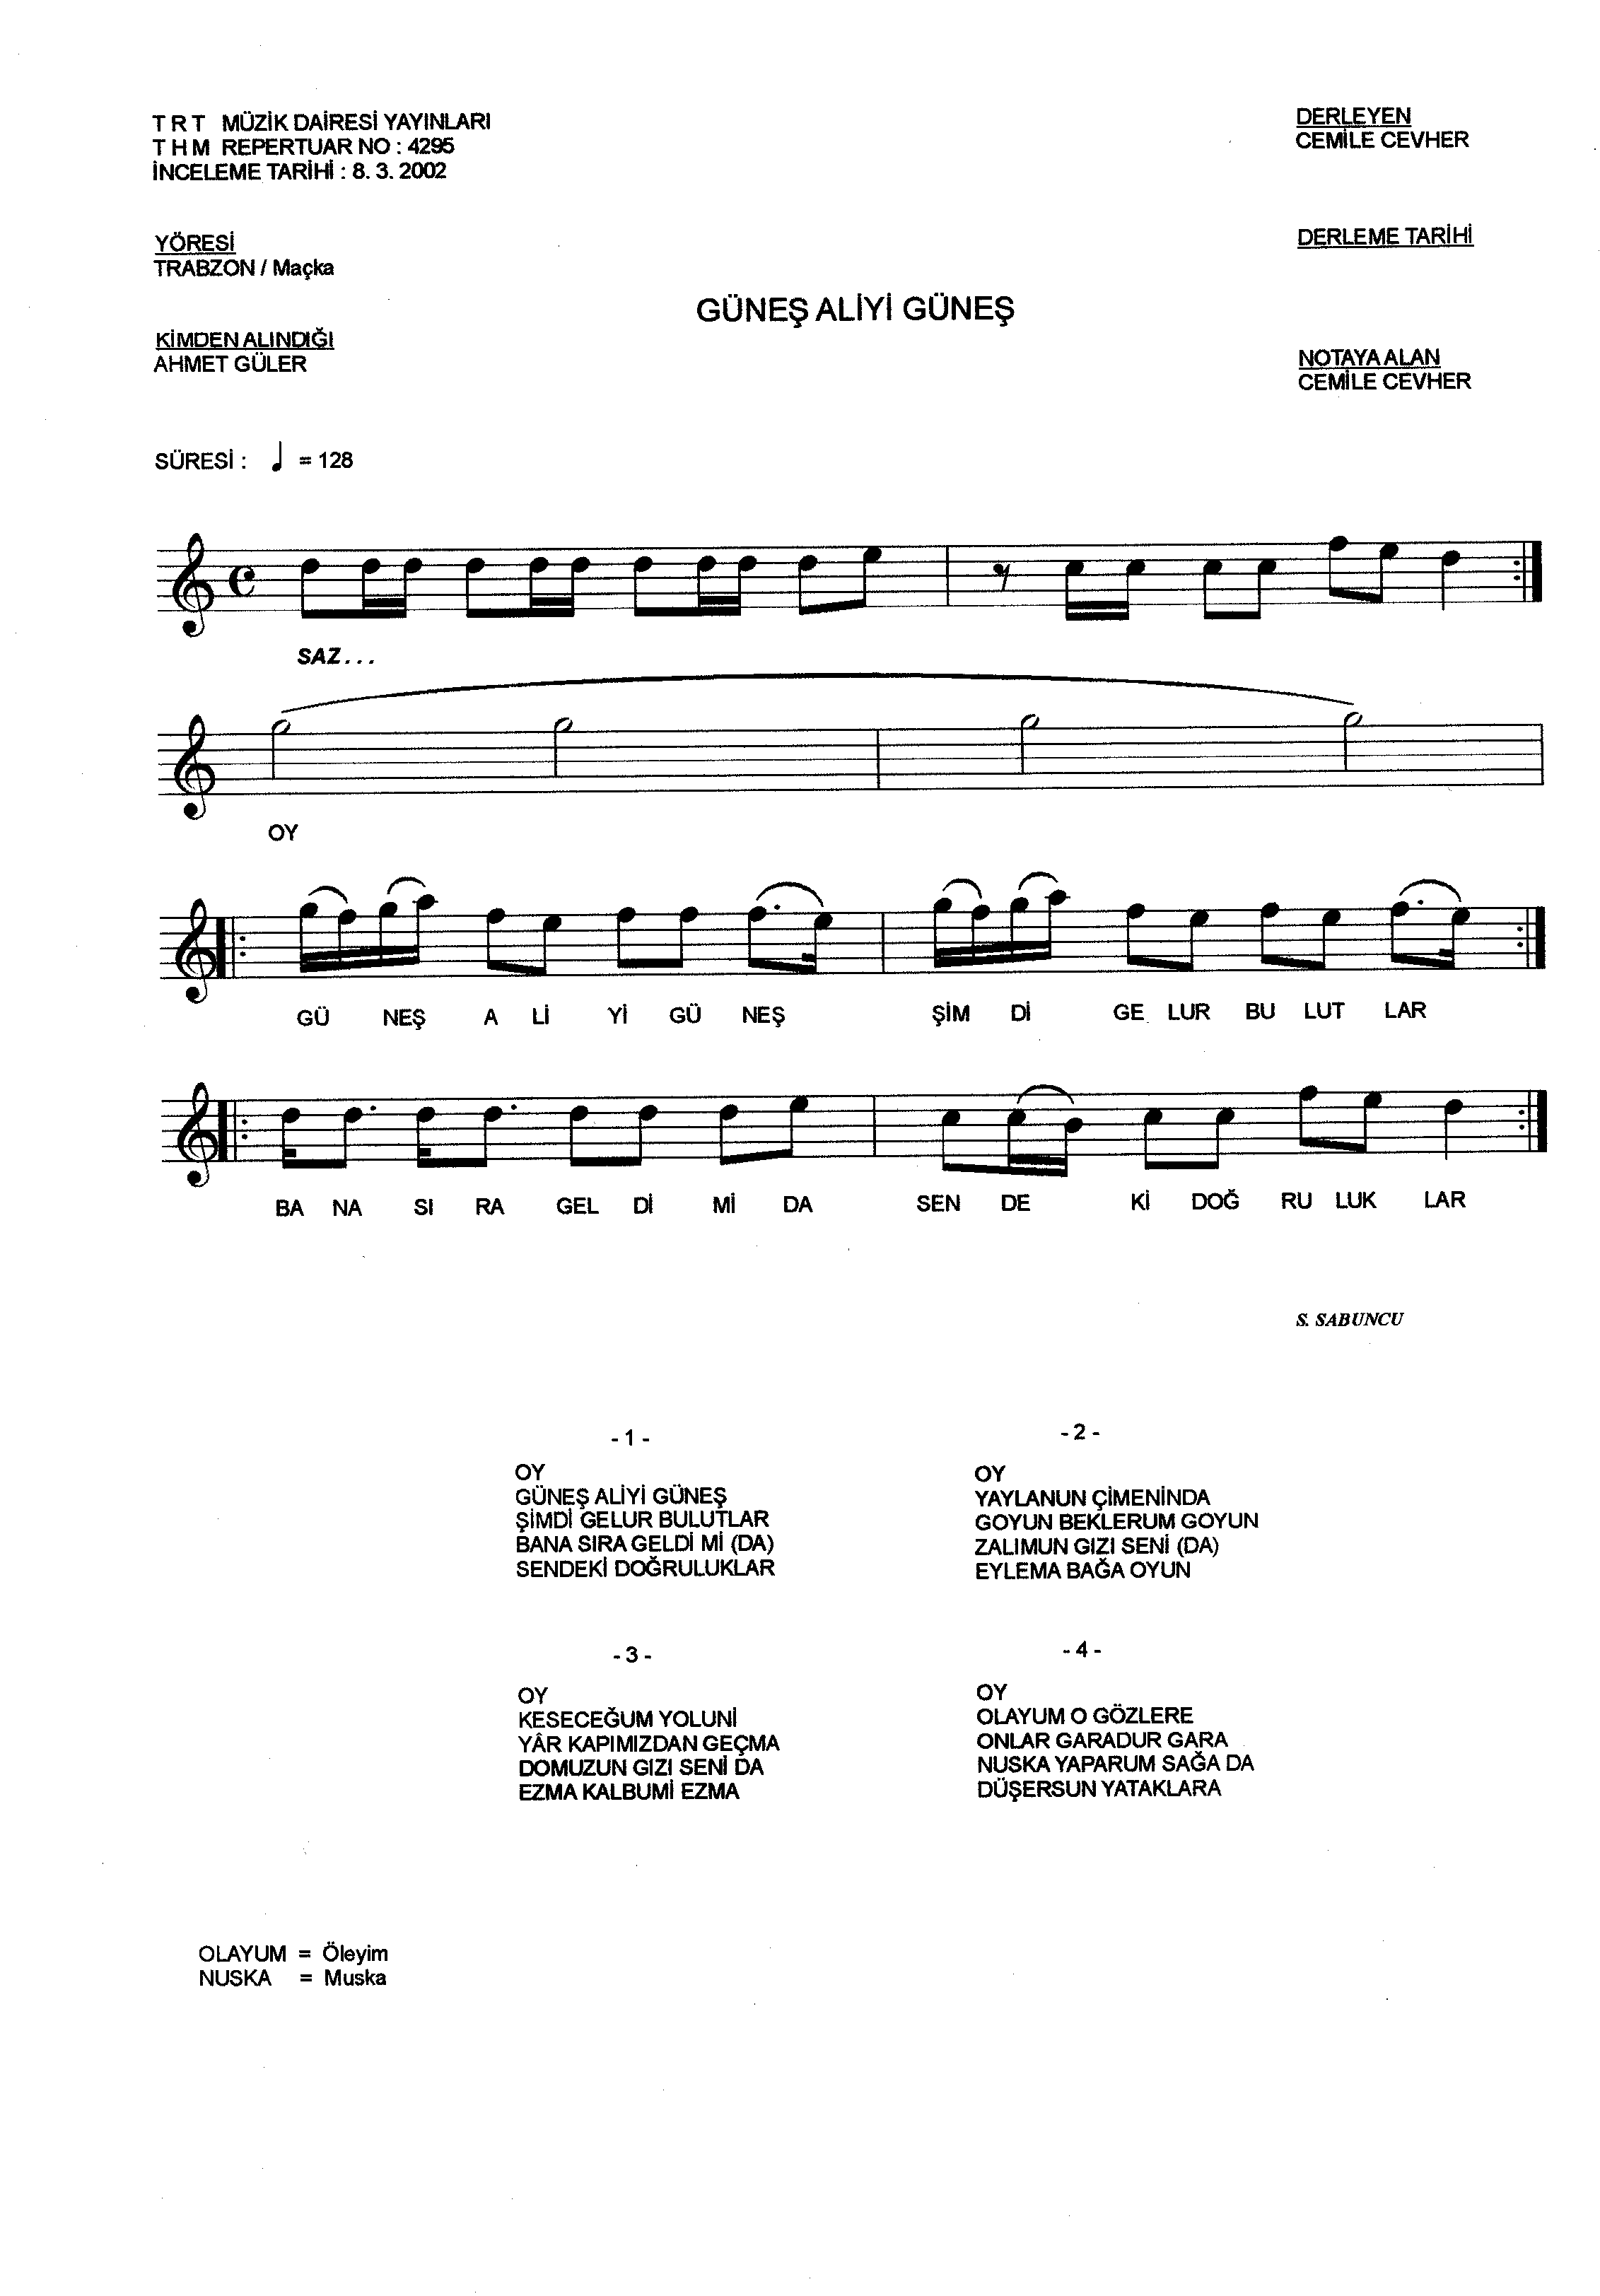 T R T MÜZİK DAİRESİ YAYINLARI
T H M REPERTUAR NO : 4295
İNCELEME TARİHİ : 8. 3. 2002
DERLEYEN
CEMİLE CEVHER
YÖRESİ
TRABZON / Maçka
DERLEME TARİHİ
GÜNEŞ ALİYİ GÜNEŞ
KİMDEN ALINDIĞI
AHMET GÜLER
NOTAYA ALAN
CEMİLE CEVHER
SÜRESİ : ♩ = 128
SAZ . . .
OY
GÜ NEŞ A Lİ Yİ GÜ NEŞ ŞİM Dİ GE LUR BU LUT LAR
BA NA SI RA GEL Dİ Mİ DA SEN DE Kİ DOĞ RU LUK LAR
S. SABUNCU
- 1 -
OY
GÜNEŞ ALİYİ GÜNEŞ
ŞİMDİ GELUR BULUTLAR
BANA SIRA GELDİ Mİ (DA)
SENDEKİ DOĞRULUKLAR
- 2 -
OY
YAYLANUN ÇİMENİNDA
GOYUN BEKLERUM GOYUN
ZALIMUN GIZI SENİ (DA)
EYLEMA BAĞA OYUN
- 3 -
OY
KESECEĞUM YOLUNİ
YÂR KAPIMIZDAN GEÇMA
DOMUZUN GIZI SENİ DA
EZMA KALBUMİ EZMA
- 4 -
OY
OLAYUM O GÖZLERE
ONLAR GARADUR GARA
NUSKA YAPARUM SAĞA DA
DÜŞERSUN YATAKLARA
OLAYUM = Öleyim
NUSKA = Muska